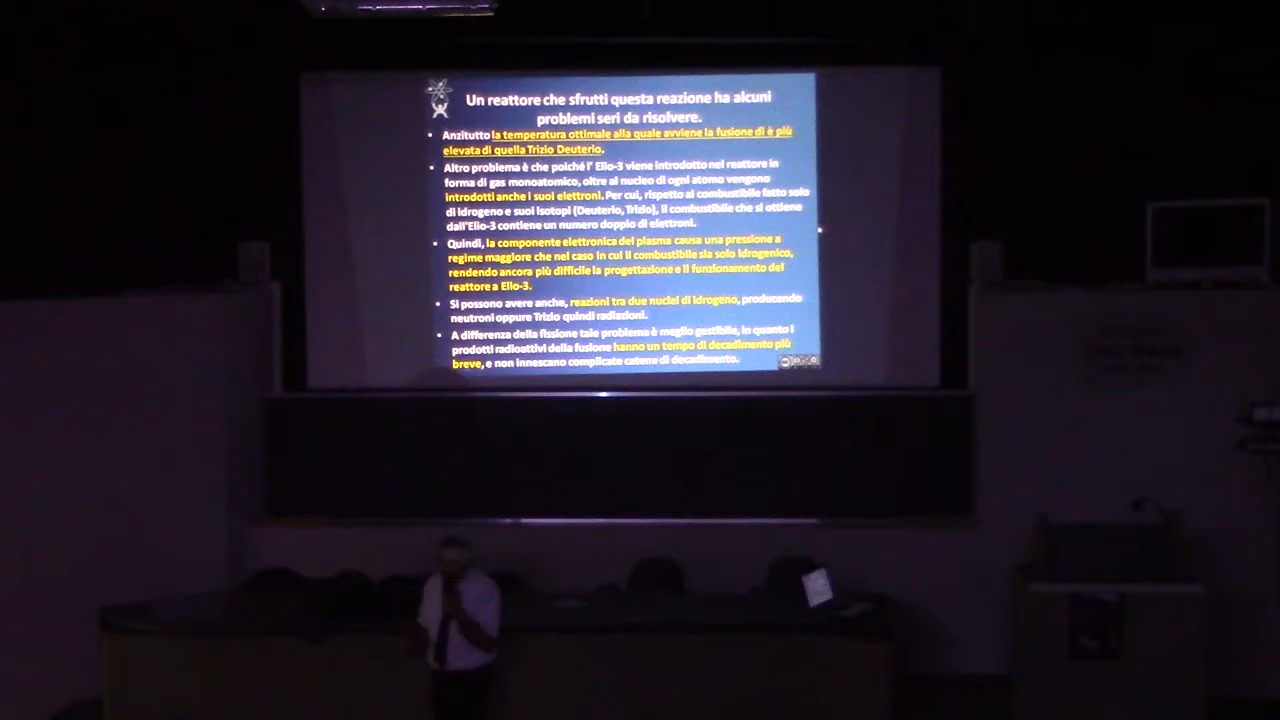 Un reattore che sfrutti questa reazione ha alcuni
problemi seri da risolvere.
• Anzitutto la temperatura ottimale alla quale avviene la fusione di è più
elevata di quella Trizio Deuterio.
• Altro problema è che poiché l' Elio-3 viene introdotto nel reattore in
forma di gas monoatomico, oltre al nucleo di ogni atomo vengono
introdotti anche i suoi elettroni. Per cui, rispetto al combustibile fatto solo
di idrogeno e suoi isotopi (Deuterio, Trizio), il combustibile che si ottiene
dall'Elio-3 contiene un numero doppio di elettroni.
• Quindi, la componente elettronica del plasma causa una pressione a
regime maggiore che nel caso in cui il combustibile sia solo idrogenico,
rendendo ancora più difficile la progettazione e il funzionamento del
reattore a Elio-3.
• Si possono avere anche, reazioni tra due nuclei di idrogeno, producendo
neutroni oppure Trizio quindi radiazioni.
• A differenza della fissione tale problema è meglio gestibile, in quanto i
prodotti radioattivi della fusione hanno un tempo di decadimento più
breve, e non innescano complicate catene di decadimento.